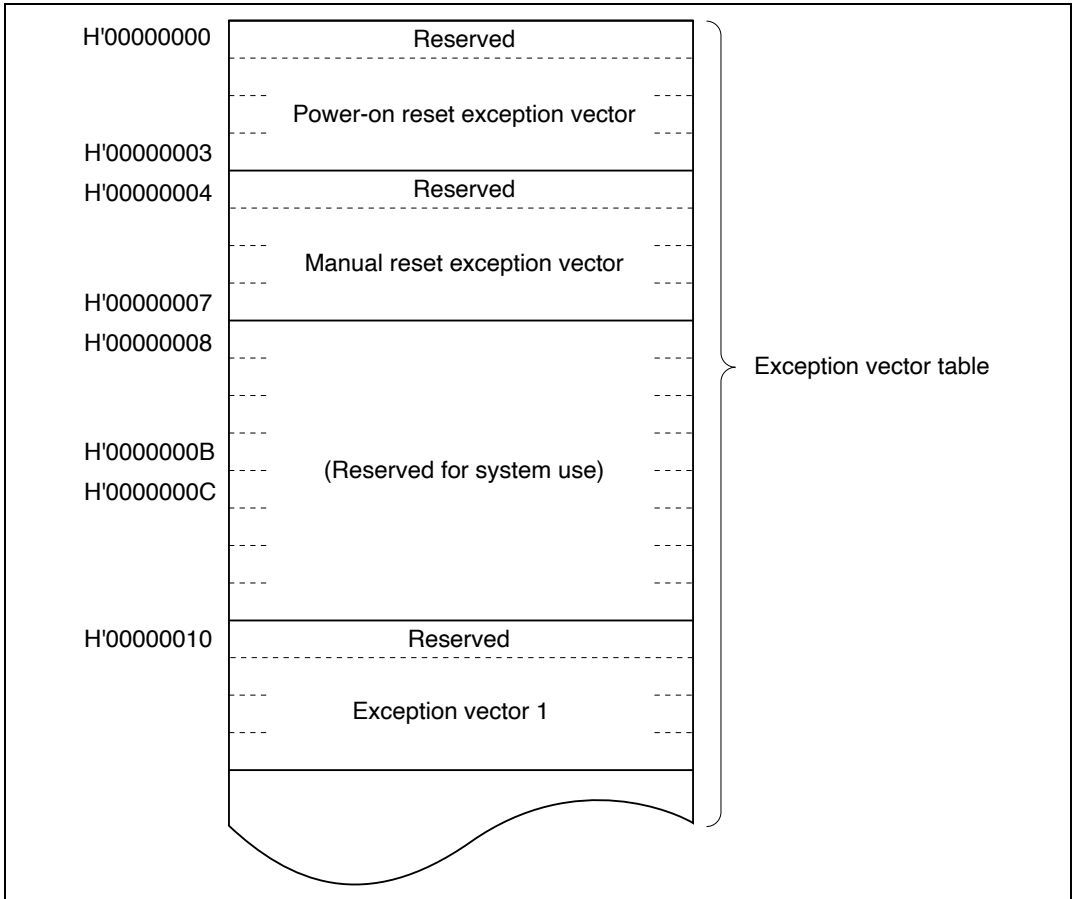 H'00000000 Reserved
Power-on reset exception vector
H'00000003
H'00000004 Reserved
Manual reset exception vector
H'00000007
H'00000008
Exception vector table
H'0000000B
(Reserved for system use)
H'0000000C
H'00000010 Reserved
Exception vector 1